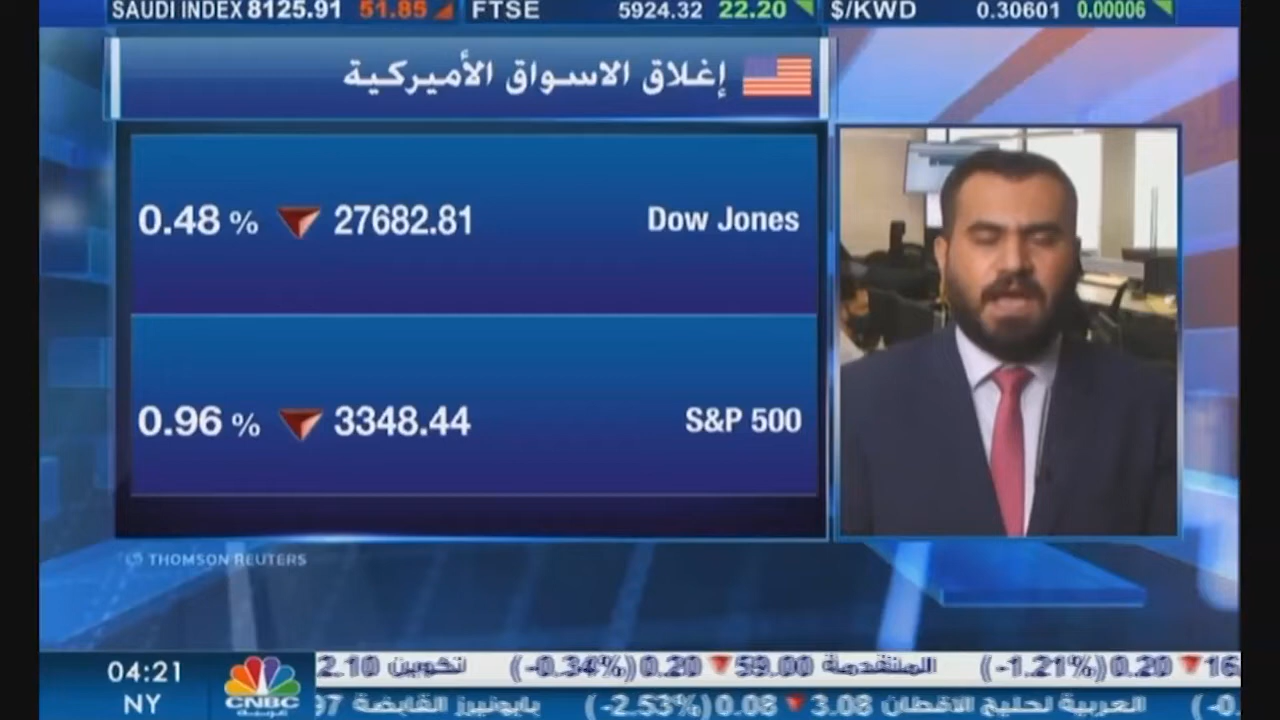 SAUDI INDEX 8125.91 51.85 FTSE 5924.32 22.20 $/KWD 0.30601 0.00006
إغلاق الاسواق الأميركية
Dow Jones 27682.81 0.48 %
S&P 500 3348.44 0.96 %
THOMSON REUTERS
04:21
NY
CNBC
عربية
(-1.21%) 0.20 المتقدمة 59.00 0.20 (-0.34%) لتكوين 2.10
العربية لحليج الاقطان 3.08 0.08 (-2.53%) بايونيرز القابضة